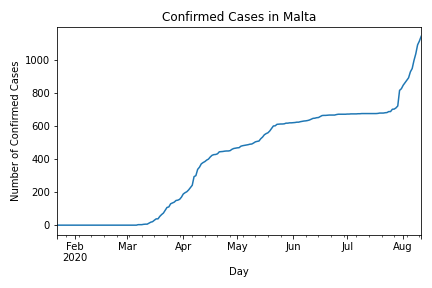 Confirmed Cases in Malta
Number of Confirmed Cases
1000
800
600
400
200
0
Feb Mar Apr May Jun Jul Aug
2020
Day